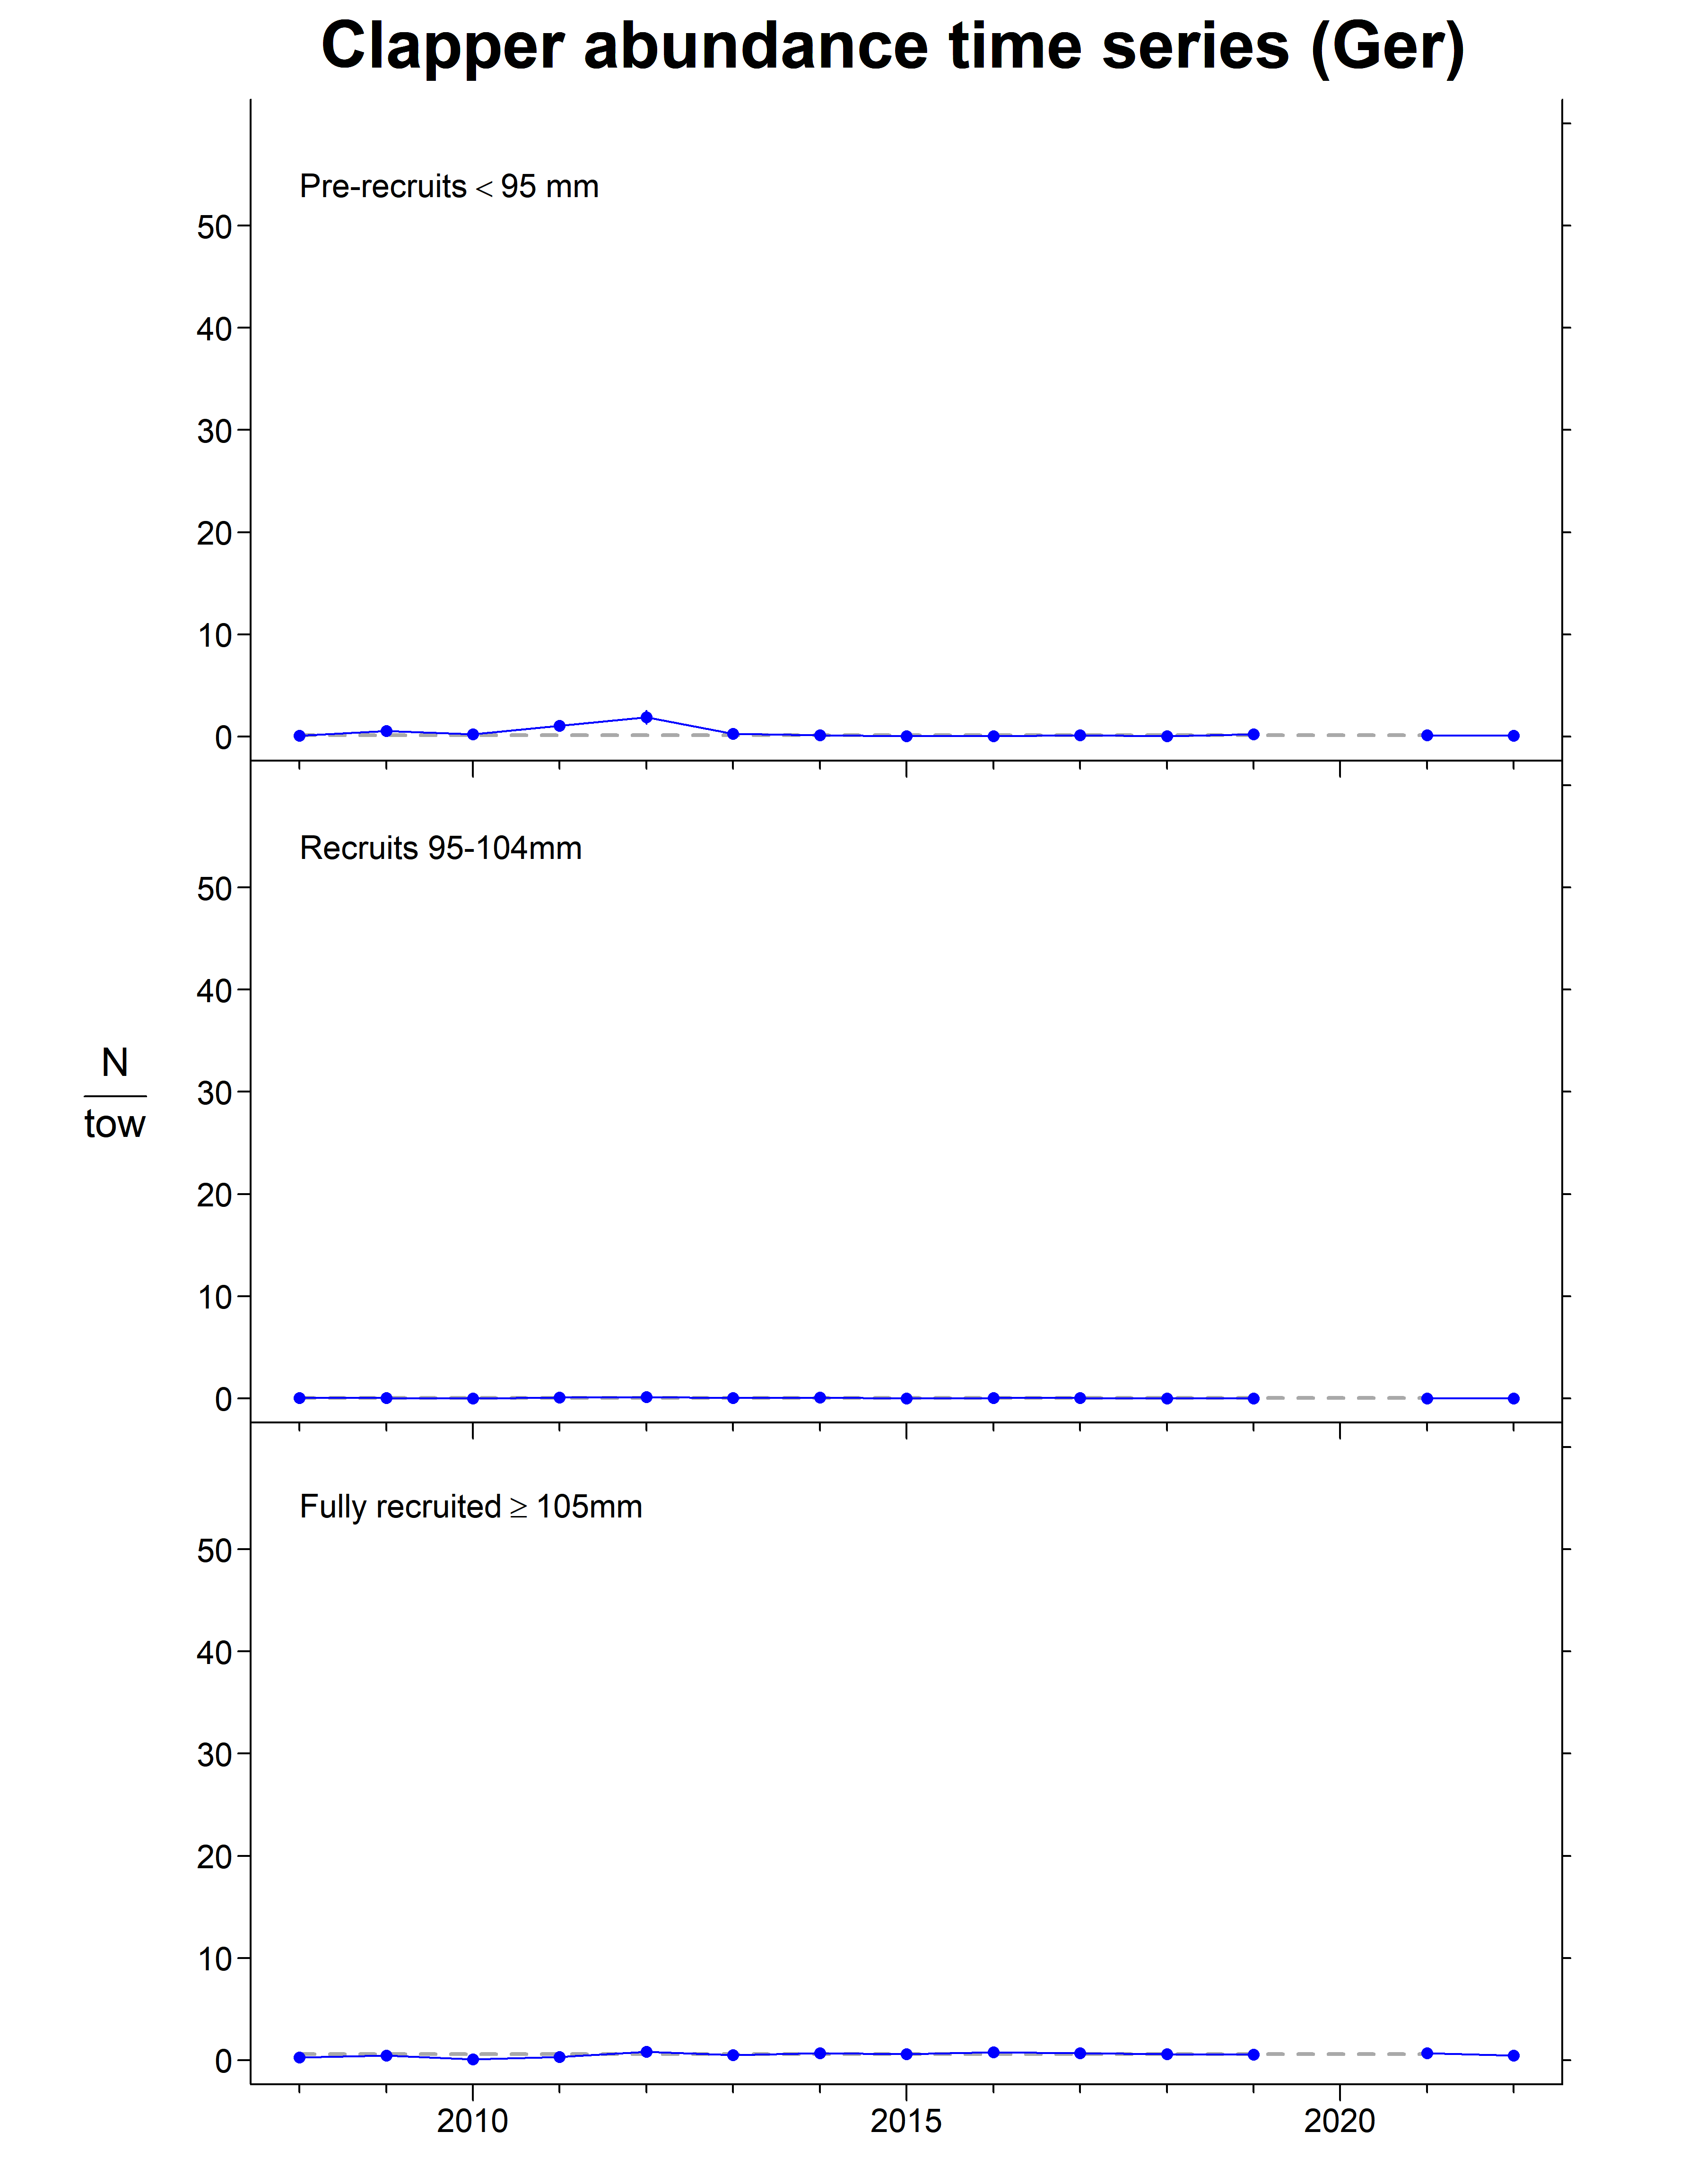 Clapper abundance time series (Ger)
Pre-recruits < 95 mm
50
40
30
20
10
0
Recruits 95-104mm
50
40
30
20
10
0
N
tow
Fully recruited ≥ 105mm
50
40
30
20
10
0
2010 2015 2020